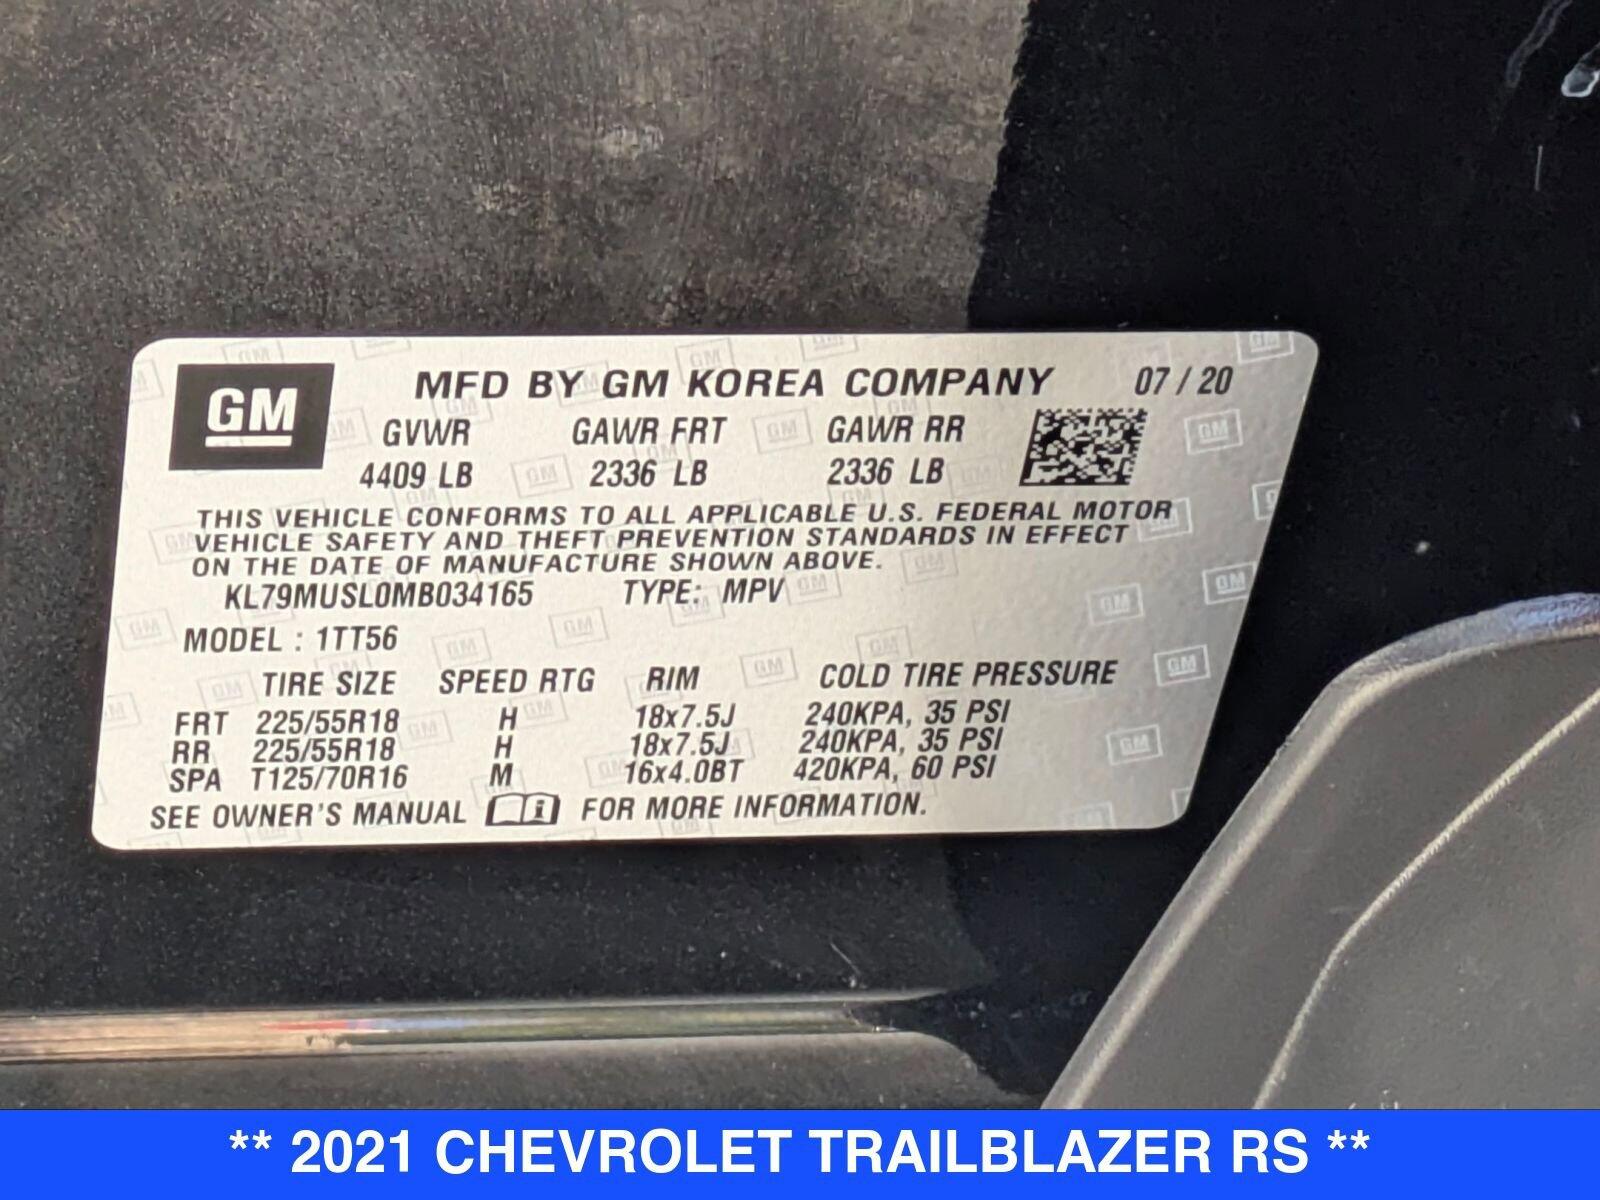 GM
MFD BY GM KOREA COMPANY 07 / 20
GVWR GAWR FRT GAWR RR
4409 LB 2336 LB 2336 LB
THIS VEHICLE CONFORMS TO ALL APPLICABLE U.S. FEDERAL MOTOR
VEHICLE SAFETY AND THEFT PREVENTION STANDARDS IN EFFECT
ON THE DATE OF MANUFACTURE SHOWN ABOVE.
KL79MUSL0MB034165 TYPE: MPV
MODEL : 1TT56
TIRE SIZE SPEED RTG RIM COLD TIRE PRESSURE
FRT 225/55R18 H 18x7.5J 240KPA, 35 PSI
RR 225/55R18 H 18x7.5J 240KPA, 35 PSI
SPA T125/70R16 M 16x4.0BT 420KPA, 60 PSI
SEE OWNER'S MANUAL i FOR MORE INFORMATION.
** 2021 CHEVROLET TRAILBLAZER RS **